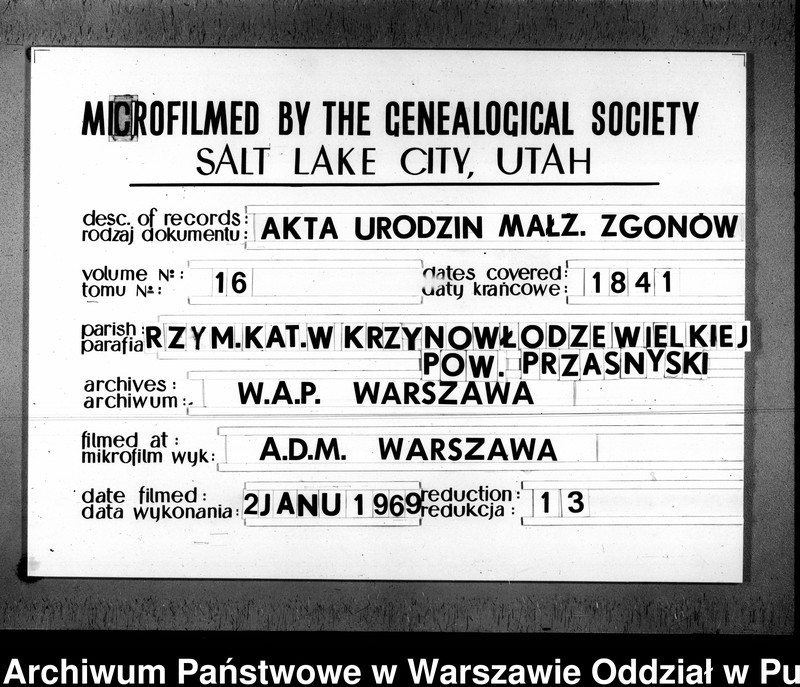 MICROFILMED BY THE GENEALOGICAL SOCIETY
SALT LAKE CITY, UTAH
desc. of records: AKTA URODZIN MAŁŻ. ZGONÓW
rodzaj dokumentu:
volume №: 16 dates covered: 1841
tomu №: daty krańcowe:
parish: RZYM.KAT.W KRZYNOWŁODZE WIELKIEJ
parafia POW. PRZASNYSKI
archives: W.A.P. WARSZAWA
archiwum:
filmed at: A.D.M. WARSZAWA
mikrofilm wyk:
date filmed: 2 JANU 1969 reduction: 13
data wykonania: redukcja:
Archiwum Państwowe w Warszawie Oddział w Pu